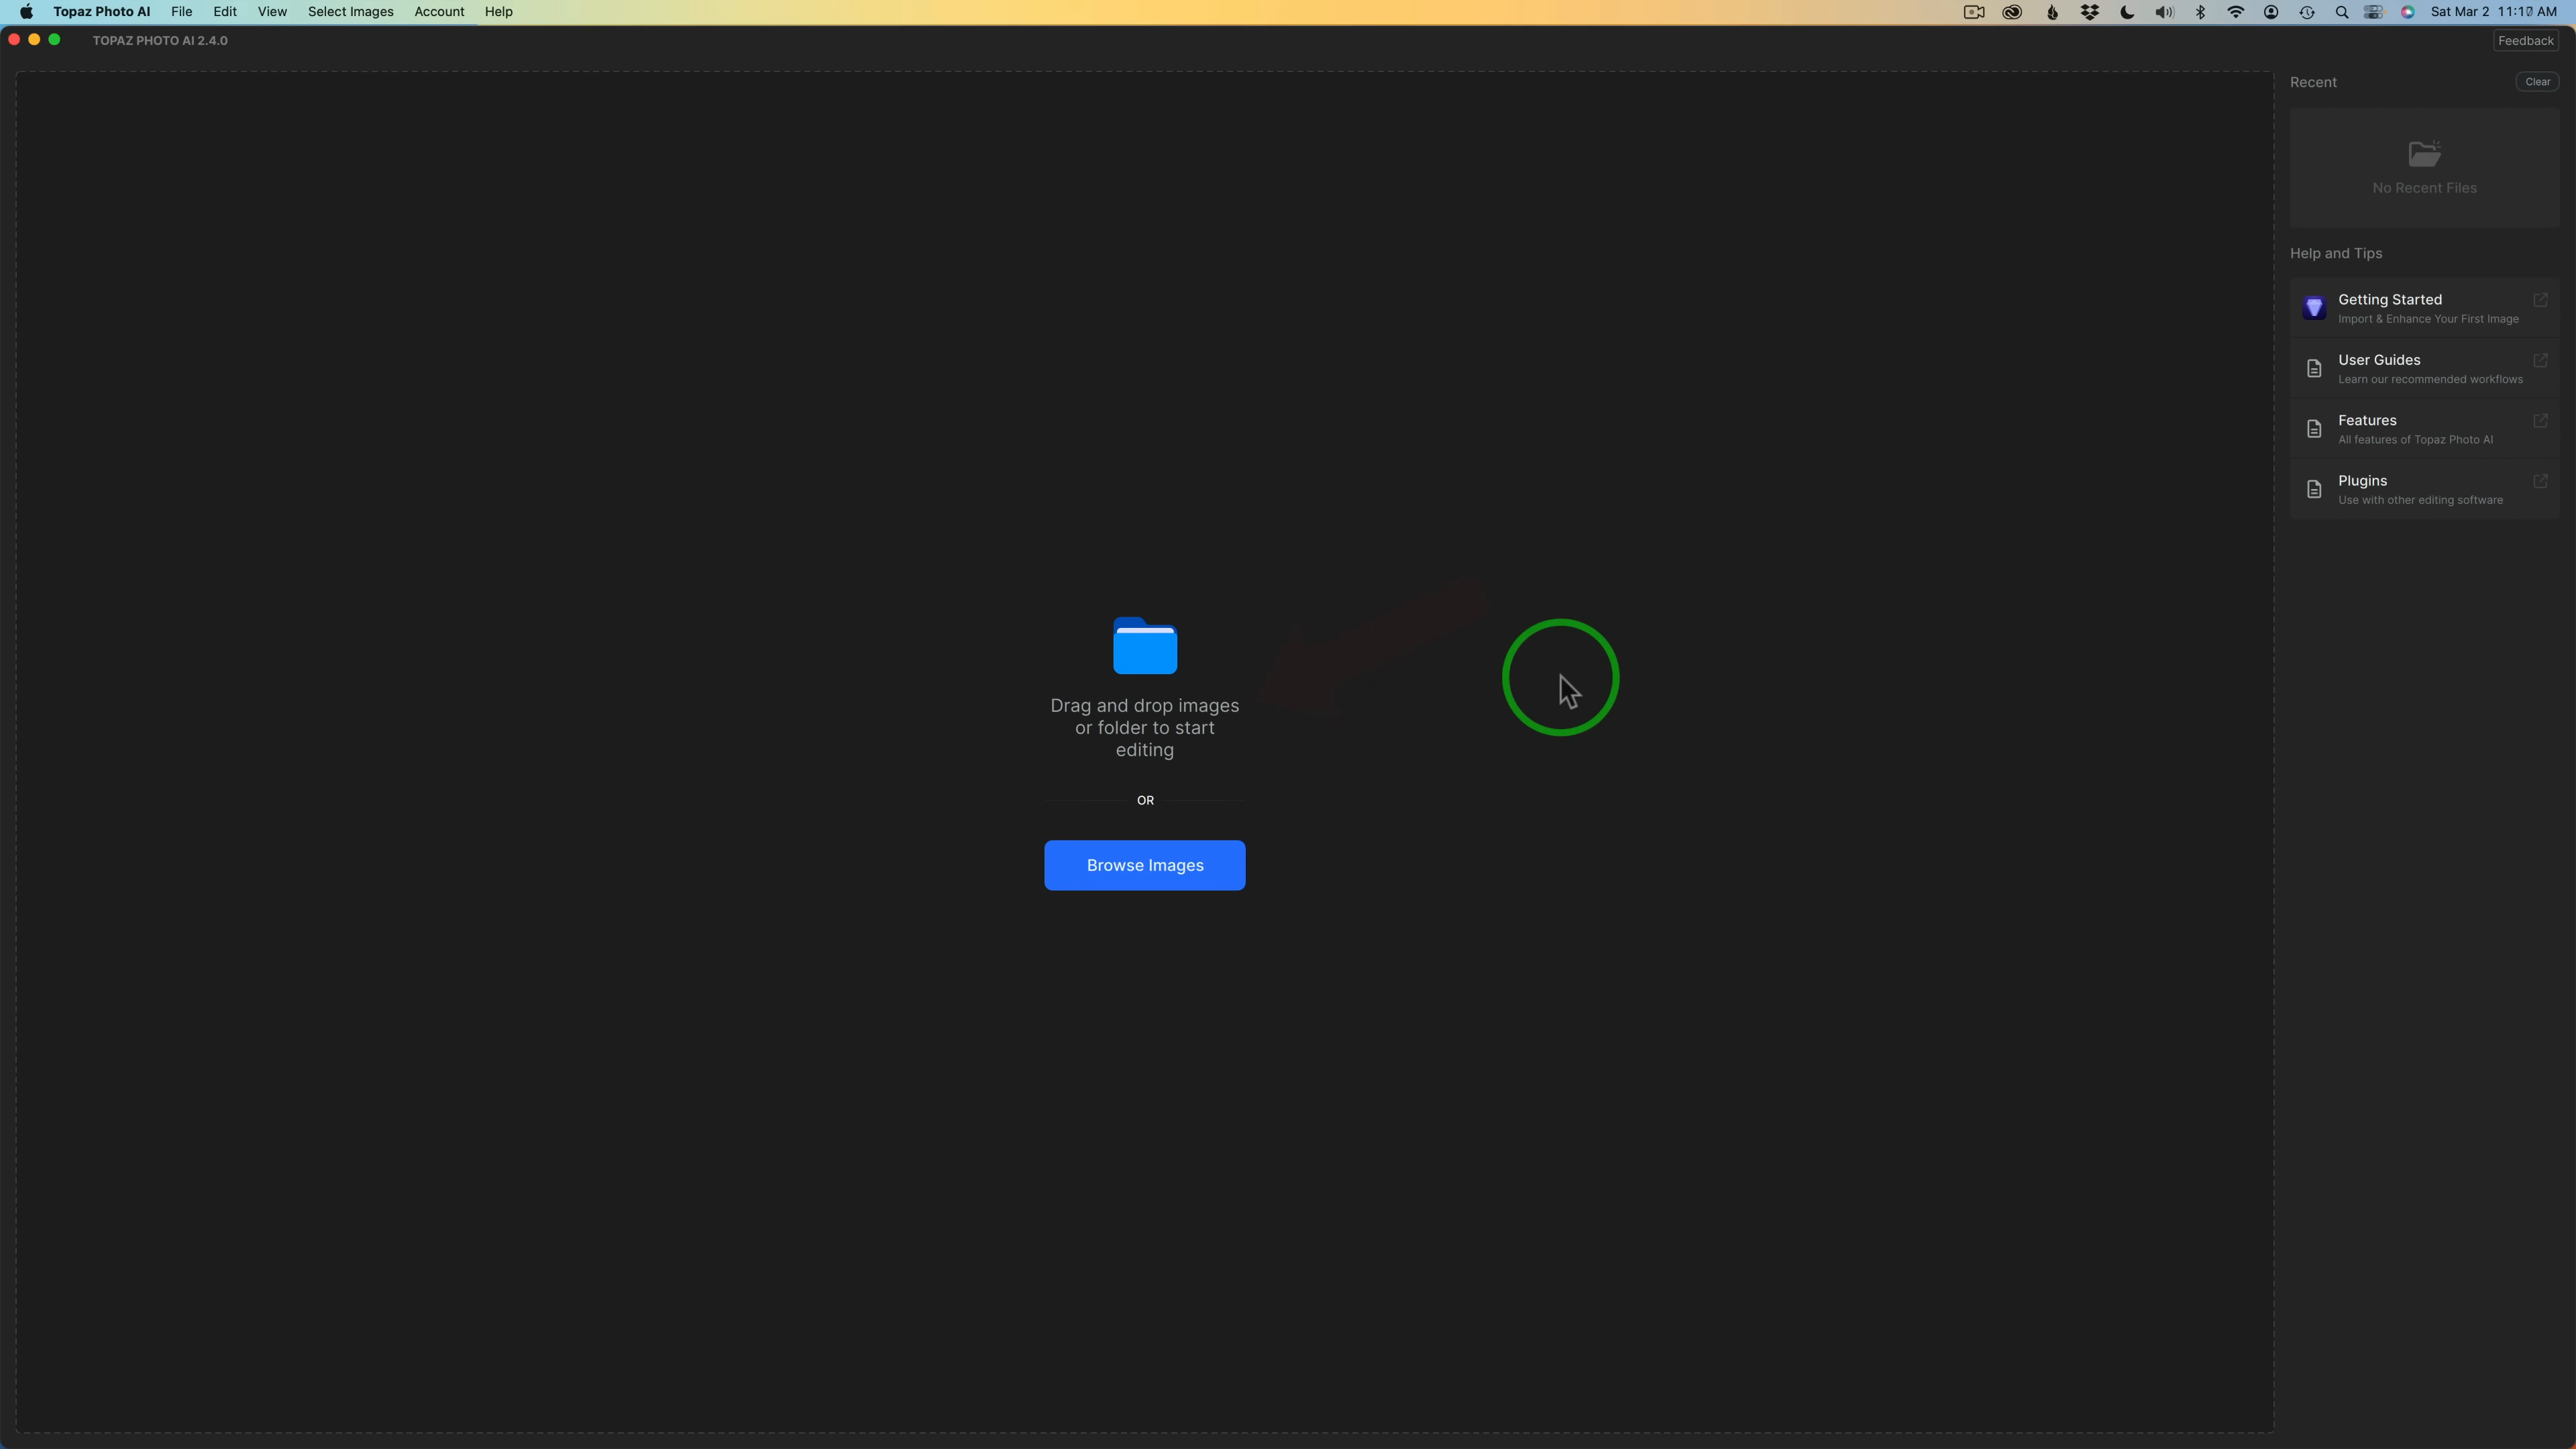 Topaz Photo AI File Edit View Select Images Account Help Sat Mar 2 AM
TOPAZ PHOTO AI 2.4.0
Feedback
Recent
Clear
No Recent Files
Help and Tips
Getting Started
Import & Enhance Your First Image
User Guides
Learn our recommended workflows
Features
All features of Topaz Photo AI
Plugins
Use with other editing software
Drag and drop images
or folder to start
editing
OR
Browse Images